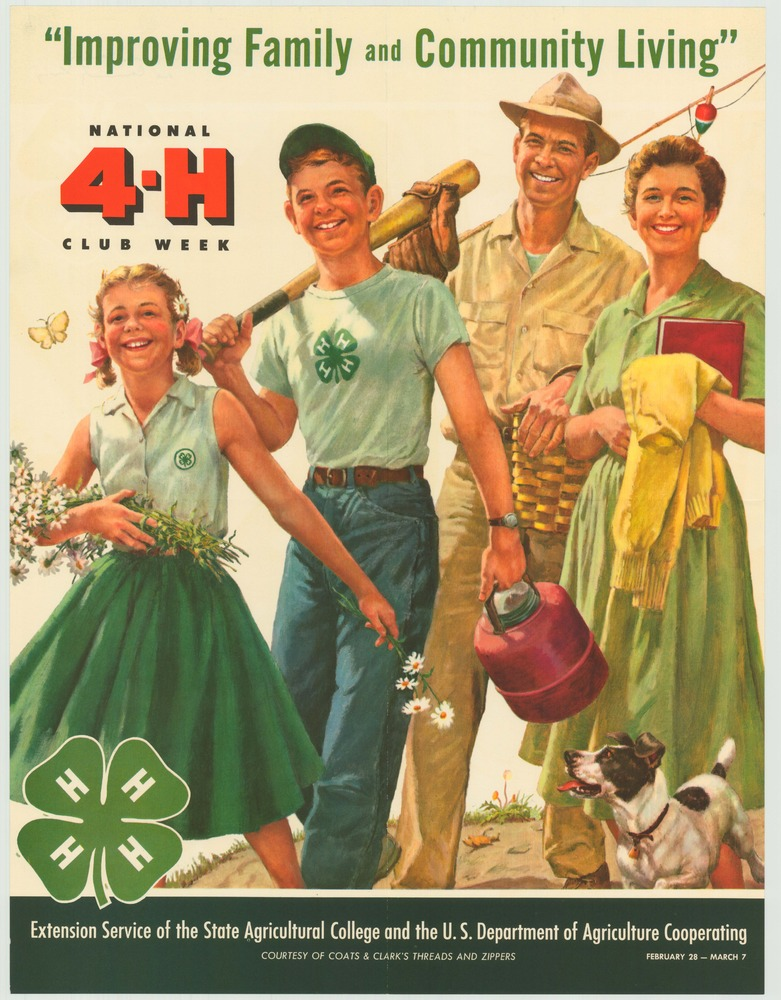 “Improving Family and Community Living”
NATIONAL
4-H
CLUB WEEK
H H
H H
H
H H
H H
Extension Service of the State Agricultural College and the U. S. Department of Agriculture Cooperating
COURTESY OF COATS & CLARK'S THREADS AND ZIPPERS
FEBRUARY 28 — MARCH 7